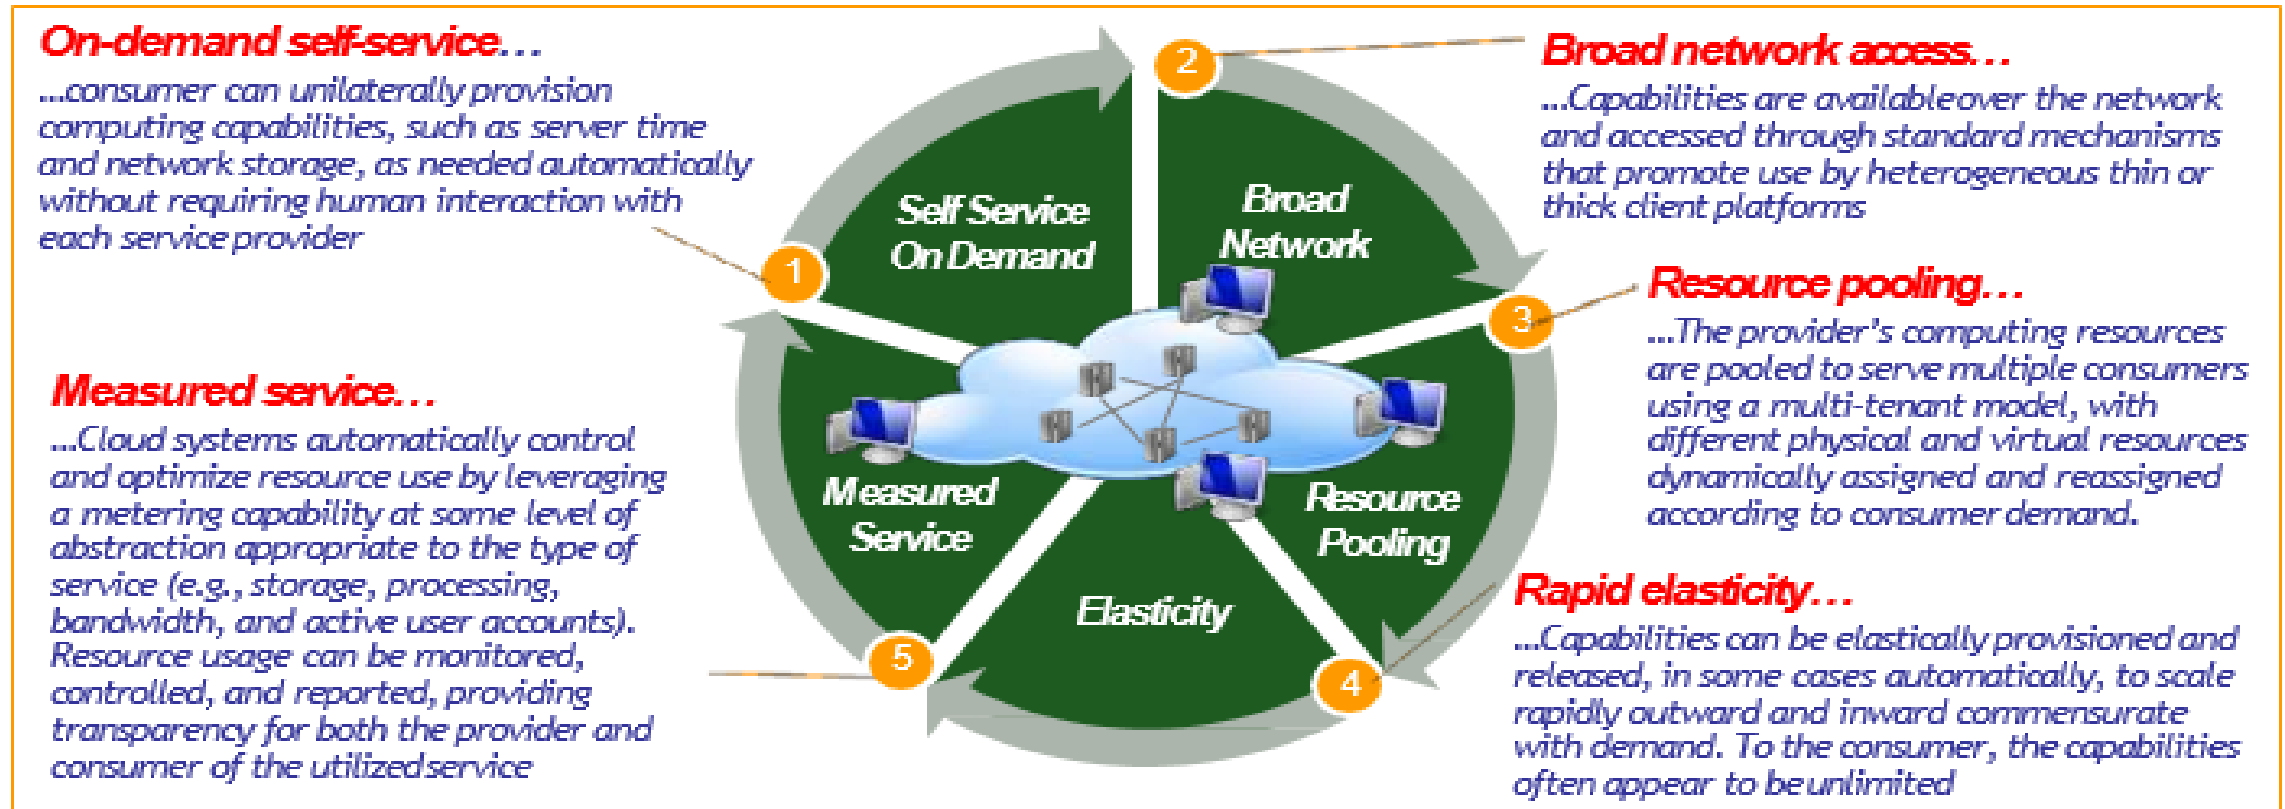 On-demand self-service…
...consumer can unilaterally provision
computing capabilities, such as server time
and network storage, as needed automatically
without requiring human interaction with
each service provider
2
Broad network access…
...Capabilities are availableover the network
and accessed through standard mechanisms
that promote use by heterogeneous thin or
thick client platforms
Self Service
On Demand
Broad
Network
1
3
Resource pooling…
...The provider's computing resources
are pooled to serve multiple consumers
using a multi-tenant model, with
different physical and virtual resources
dynamically assigned and reassigned
according to consumer demand.
Measured service…
...Cloud systems automatically control
and optimize resource use by leveraging
a metering capability at some level of
abstraction appropriate to the type of
service (e.g., storage, processing,
bandwidth, and active user accounts).
Resource usage can be monitored,
controlled, and reported, providing
transparency for both the provider and
consumer of the utilizedservice
Measured
Service
Resource
Pooling
Elasticity
5
4
Rapid elasticity…
...Capabilities can be elastically provisioned and
released, in some cases automatically, to scale
rapidly outward and inward commensurate
with demand. To the consumer, the capabilities
often appear to beunlimited